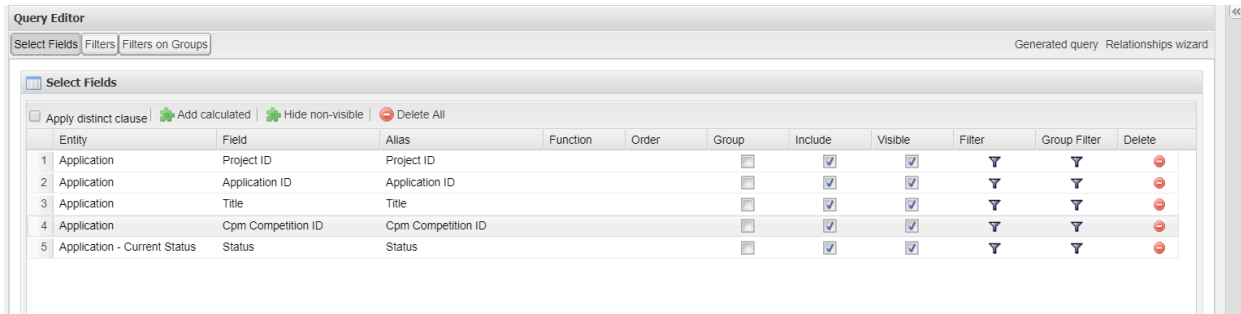 Query Editor
Select Fields Filters Filters on Groups Generated query Relationships wizard
Select Fields
Apply distinct clause Add calculated Hide non-visible Delete All
Entity Field Alias Function Order Group Include Visible Filter Group Filter Delete
1 Application Project ID Project ID
2 Application Application ID Application ID
3 Application Title Title
4 Application Cpm Competition ID Cpm Competition ID
5 Application - Current Status Status Status